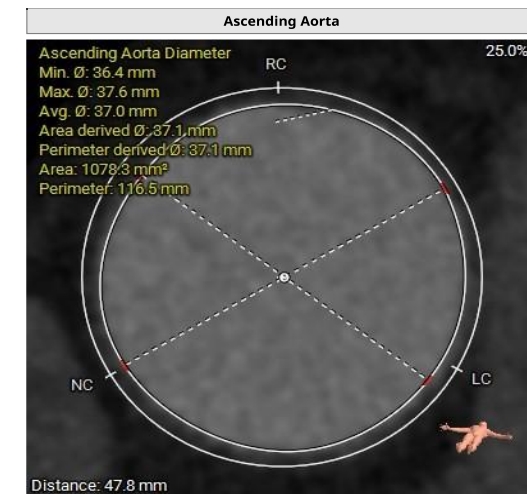 Ascending Aorta
Ascending Aorta Diameter
25.0%
Min. Ø: 36.4 mm
RC
Max. Ø: 37.6 mm
Avg. Ø: 37.0 mm
Area derived Ø: 37.1 mm
Perimeter derived Ø: 37.1 mm
Area: 1078.3 mm²
Perimeter: 116.5 mm
NC
LC
Distance: 47.8 mm